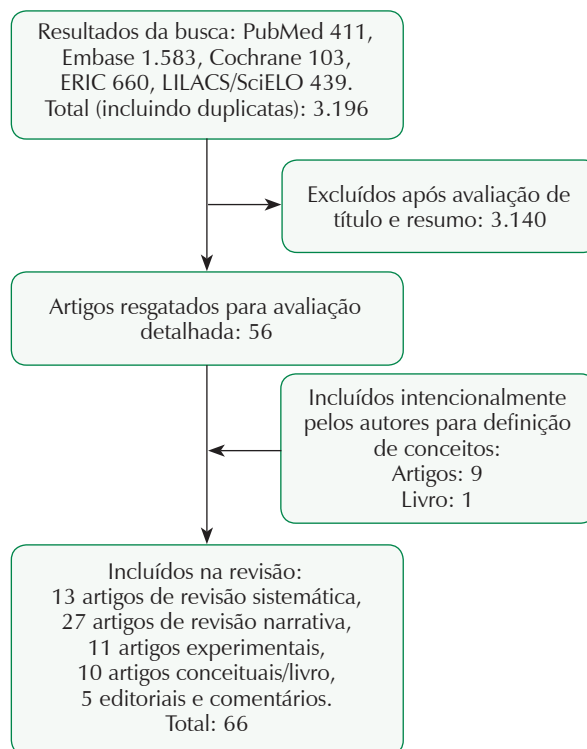 Resultados da busca: PubMed 411,
Embase 1.583, Cochrane 103,
ERIC 660, LILACS/SciELO 439.
Total (incluindo duplicatas): 3.196
Excluídos após avaliação de
título e resumo: 3.140
Artigos resgatados para avaliação
detalhada: 56
Incluídos intencionalmente
pelos autores para definição
de conceitos:
Artigos: 9
Livro: 1
Incluídos na revisão:
13 artigos de revisão sistemática,
27 artigos de revisão narrativa,
11 artigos experimentais,
10 artigos conceituais/livro,
5 editoriais e comentários.
Total: 66